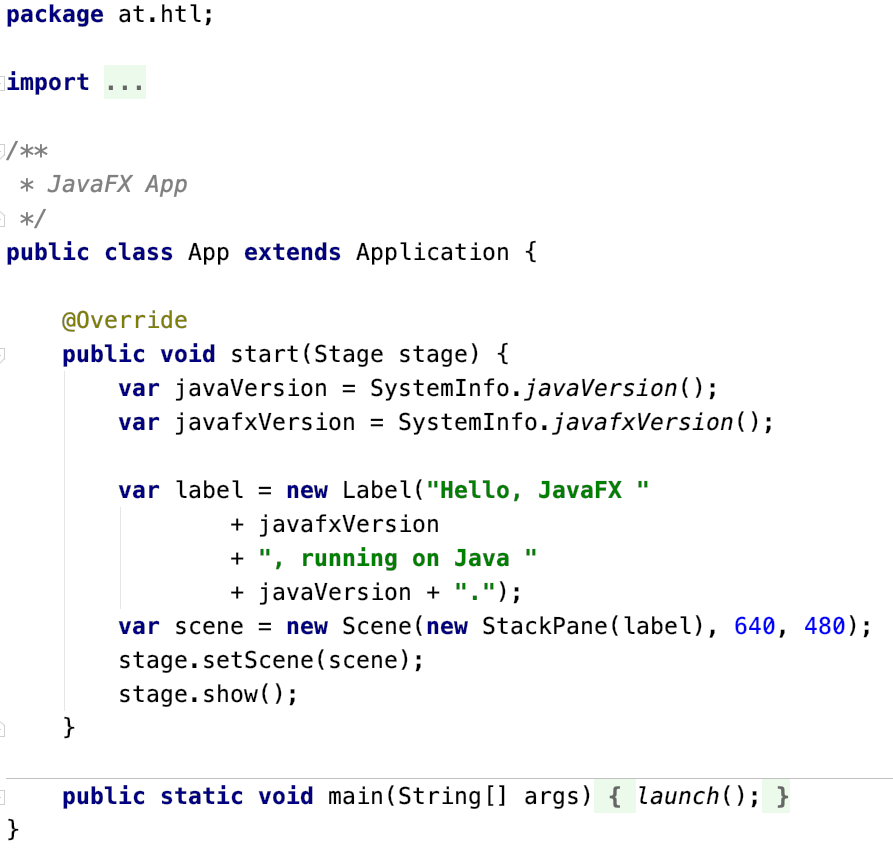 package at.htl;
import ...
/**
 * JavaFX App
 */
public class App extends Application {
    @Override
    public void start(Stage stage) {
        var javaVersion = SystemInfo.javaVersion();
        var javafxVersion = SystemInfo.javafxVersion();
        var label = new Label("Hello, JavaFX "
                + javafxVersion
                + ", running on Java "
                + javaVersion + ".");
        var scene = new Scene(new StackPane(label), 640, 480);
        stage.setScene(scene);
        stage.show();
    }
    public static void main(String[] args) { launch(); }
}